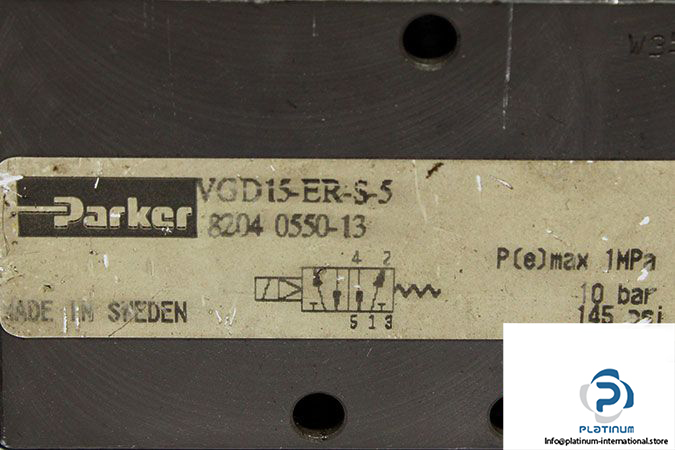 Parker
VGD15-ER-S-5
8204 0550-13
4 2
5 1 3
P(e)max 1MPa
10 bar
145 psi
MADE IN SWEDEN
PLATINUM
Info@platinum-international.store